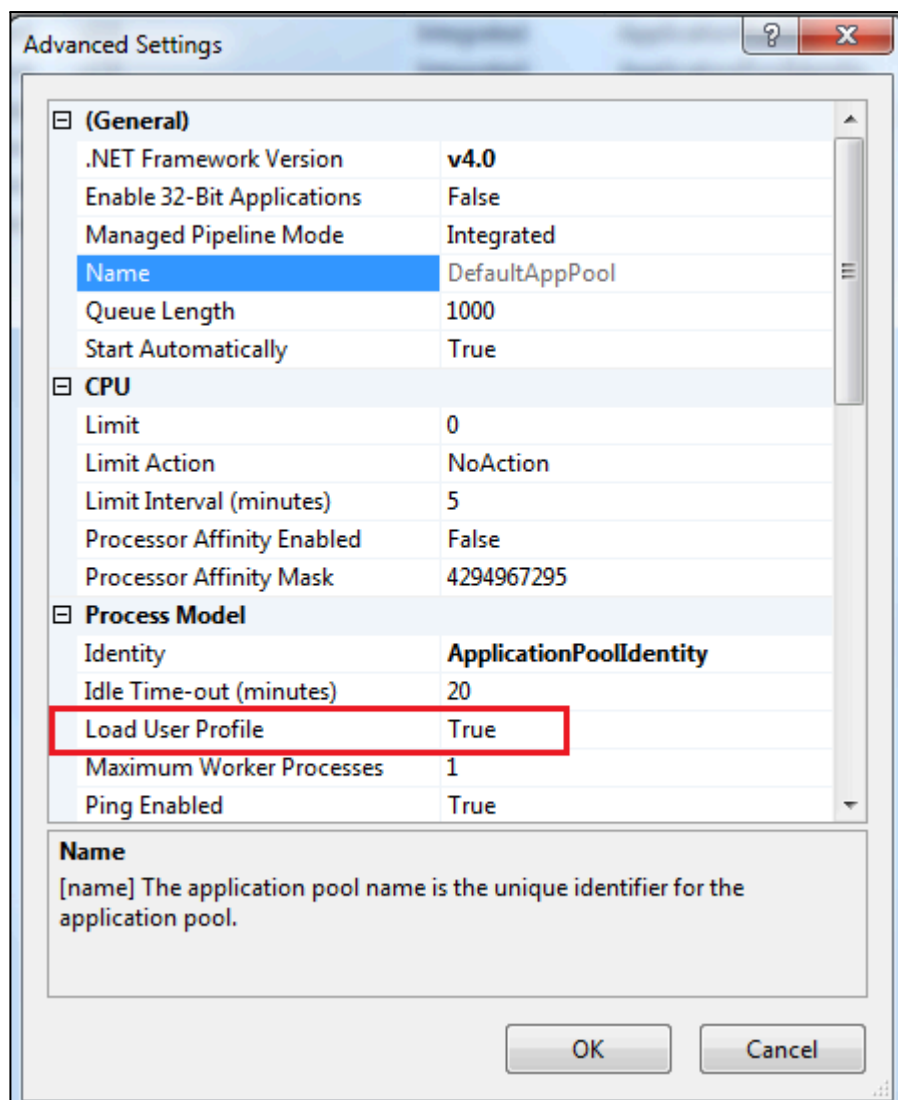 Advanced Settings
(General)
.NET Framework Version v4.0
Enable 32-Bit Applications False
Managed Pipeline Mode Integrated
Name DefaultAppPool
Queue Length 1000
Start Automatically True
CPU
Limit 0
Limit Action NoAction
Limit Interval (minutes) 5
Processor Affinity Enabled False
Processor Affinity Mask 4294967295
Process Model
Identity ApplicationPoolIdentity
Idle Time-out (minutes) 20
Load User Profile True
Maximum Worker Processes 1
Ping Enabled True
Name
[name] The application pool name is the unique identifier for the
application pool.
OK Cancel